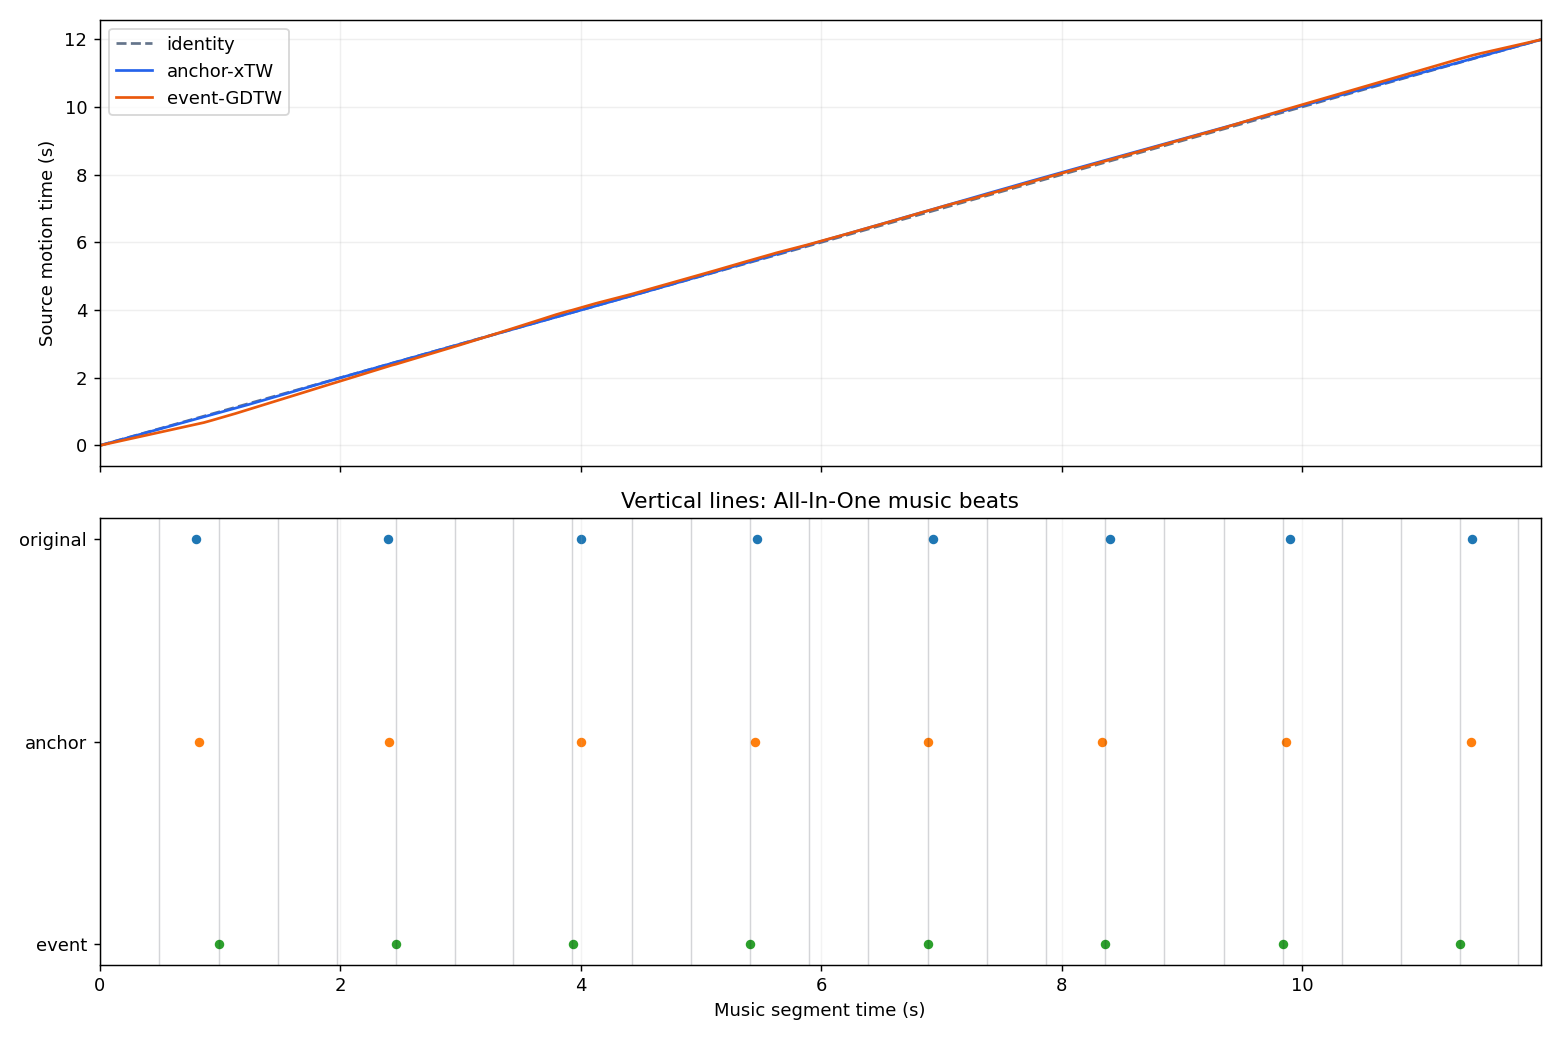 12
10
8
6
4
2
0
Source motion time (s)
identity
anchor-xTW
event-GDTW
Vertical lines: All-In-One music beats
original
anchor
event
0 2 4 6 8 10
Music segment time (s)